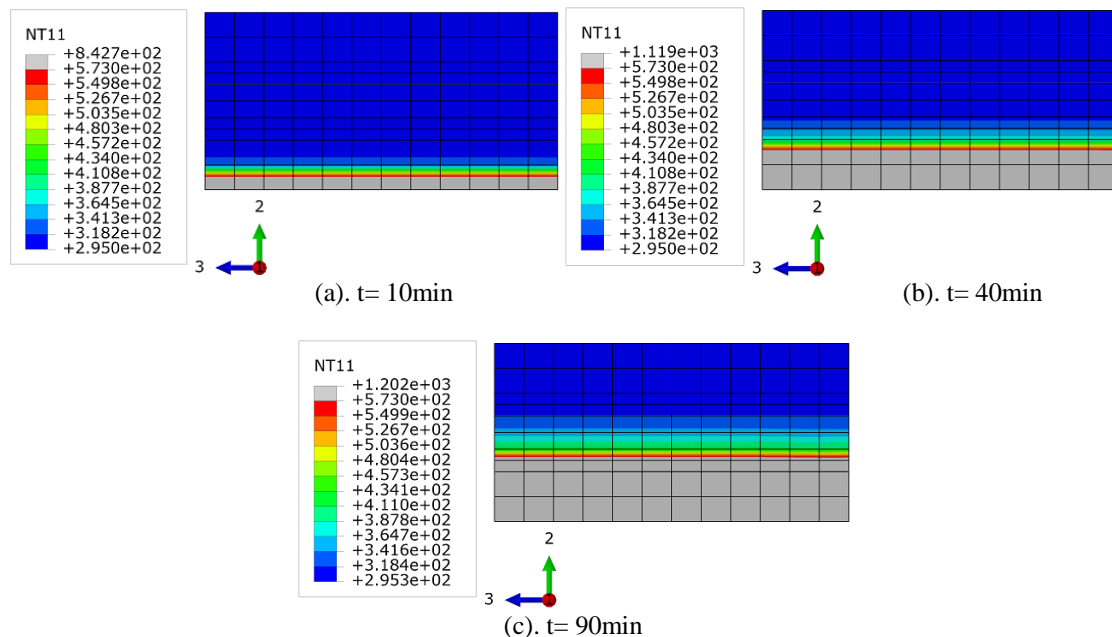 NT11
+8.427e+02
+5.730e+02
+5.498e+02
+5.267e+02
+5.035e+02
+4.803e+02
+4.572e+02
+4.340e+02
+4.108e+02
+3.877e+02
+3.645e+02
+3.413e+02
+3.182e+02
+2.950e+02
2
3
1
(a). t= 10min
NT11
+1.119e+03
+5.730e+02
+5.498e+02
+5.267e+02
+5.035e+02
+4.803e+02
+4.572e+02
+4.340e+02
+4.108e+02
+3.877e+02
+3.645e+02
+3.413e+02
+3.182e+02
+2.950e+02
2
3
1
(b). t= 40min
NT11
+1.202e+03
+5.730e+02
+5.499e+02
+5.267e+02
+5.036e+02
+4.804e+02
+4.573e+02
+4.341e+02
+4.110e+02
+3.878e+02
+3.647e+02
+3.416e+02
+3.184e+02
+2.953e+02
2
3
1
(c). t= 90min